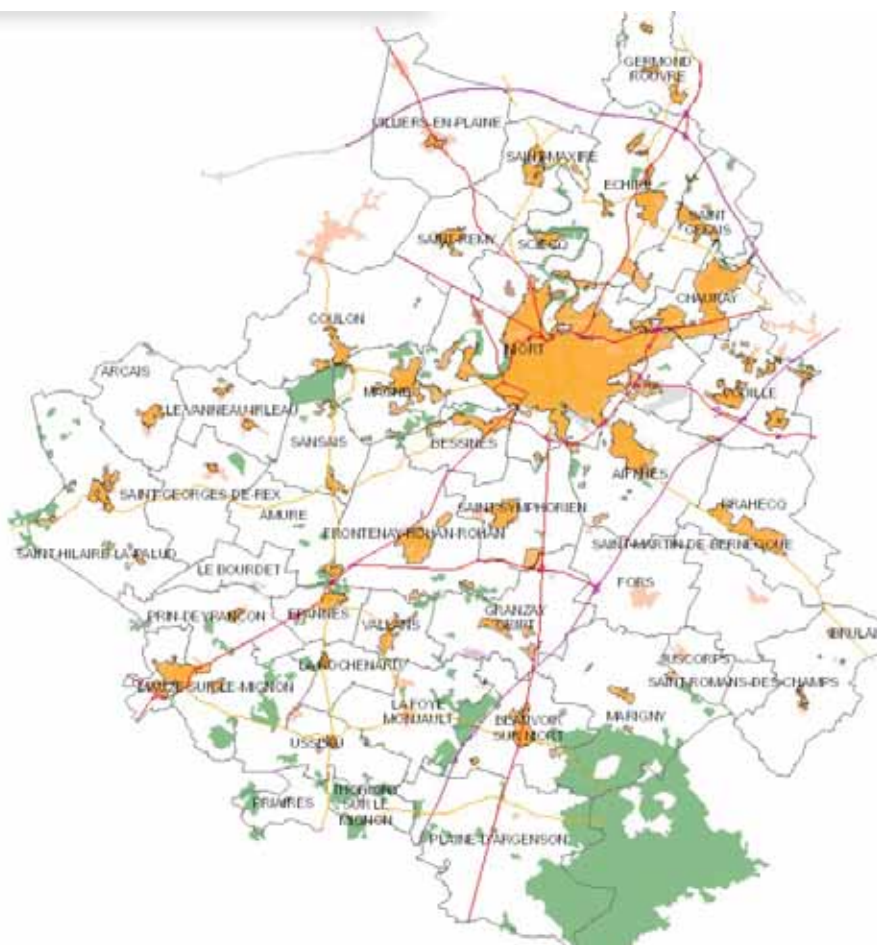 GERMOND
ROUVRE
VILLIERS-EN-PLAINE
SAINT-MAXIRE
ECHIRE
SAINT
GELAIS
SAINT-REMY
SCIECQ
CHAURAY
COULON
NIORT
ARCAIS
MAGNE
VOUILLE
LE VANNEAU-IRLEAU
SANSAIS
BESSINES
AIFFRES
SAINT-GEORGES-DE-REX
AMURE
SAINT-SYMPHORIEN
PRAHECQ
FRONTENAY-ROHAN-ROHAN
SAINT-MARTIN-DE-BERNEGOUE
SAINT-HILAIRE-LA-PALUD
LE BOURDET
FORS
PRIN-DEYRANCON
EPANNES
VALLANS
GRANZAY
GRIPT
BRULAI
JUSCORPS
LA ROCHENARD
SAINT-ROMANS-DES-CHAMPS
MAUZE-SUR-LE-MIGNON
LA FOYE
MONJAULT
BEAUVOIR
SUR NIORT
MARIGNY
USSEAU
PRIAIRES
THORIGNY
SUR LE
MIGNON
PLAINE-D'ARGENSON